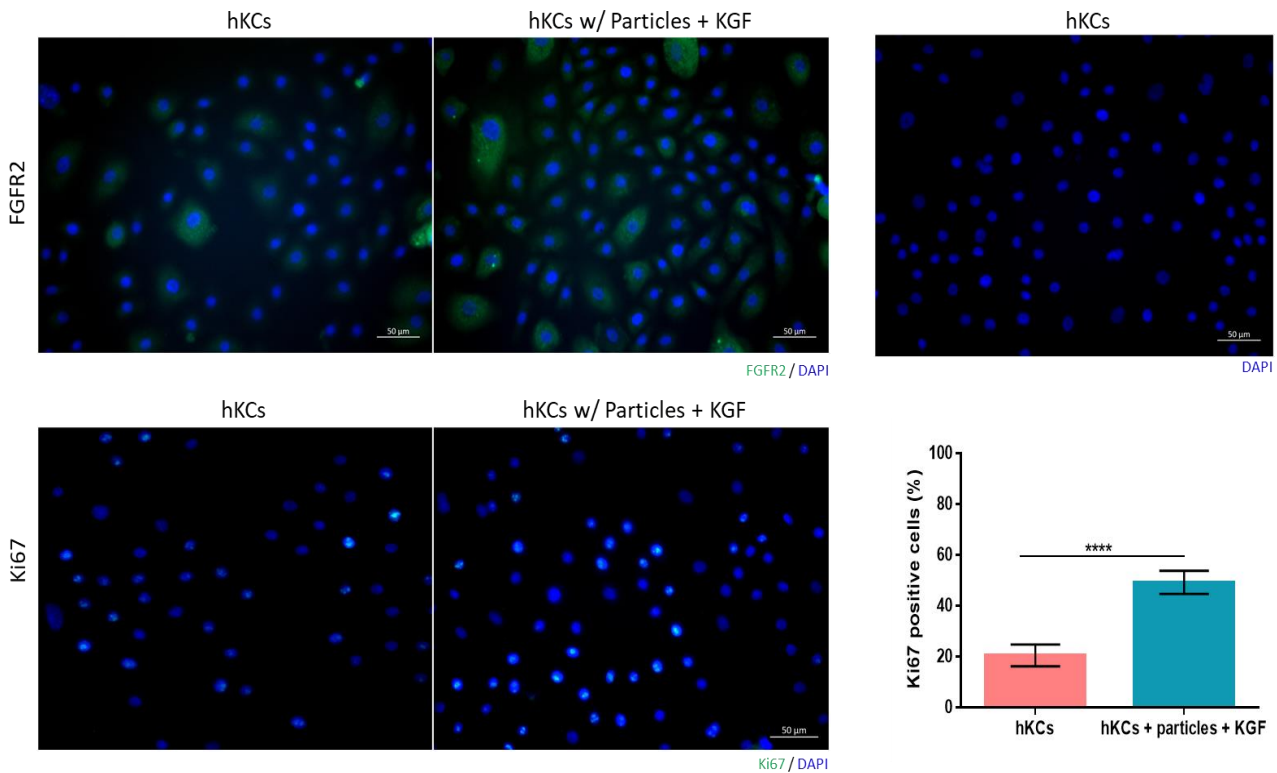 hKCs
hKCs w/ Particles + KGF
hKCs
FGFR2
50 µm
50 µm
50 µm
FGFR2 / DAPI
DAPI
hKCs
hKCs w/ Particles + KGF
Ki67
50 µm
Ki67 / DAPI
Ki67 positive cells (%)
100
80
60
40
20
0
****
hKCs
hKCs + particles + KGF